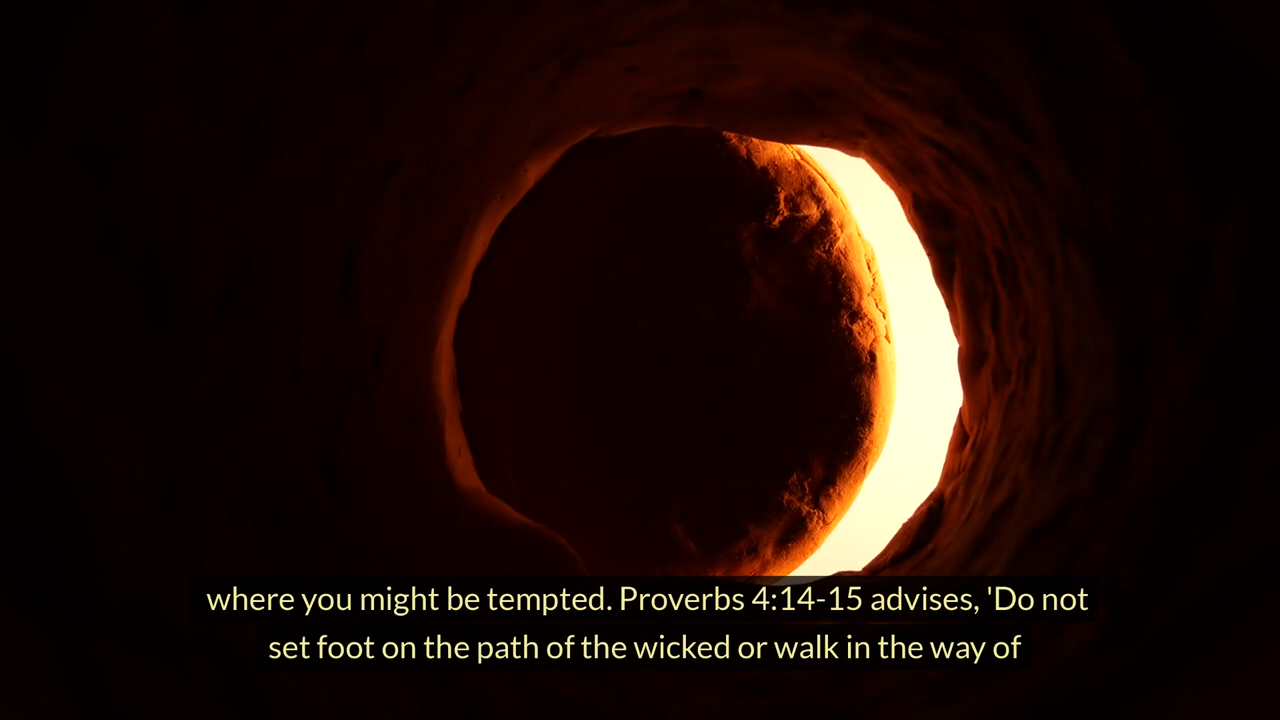 where you might be tempted. Proverbs 4:14-15 advises, 'Do not
set foot on the path of the wicked or walk in the way of